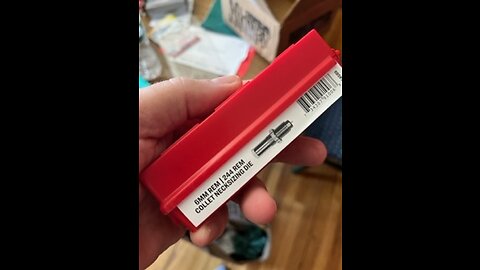 6MM REM | 244 REM
COLLET NECKSIZING DIE